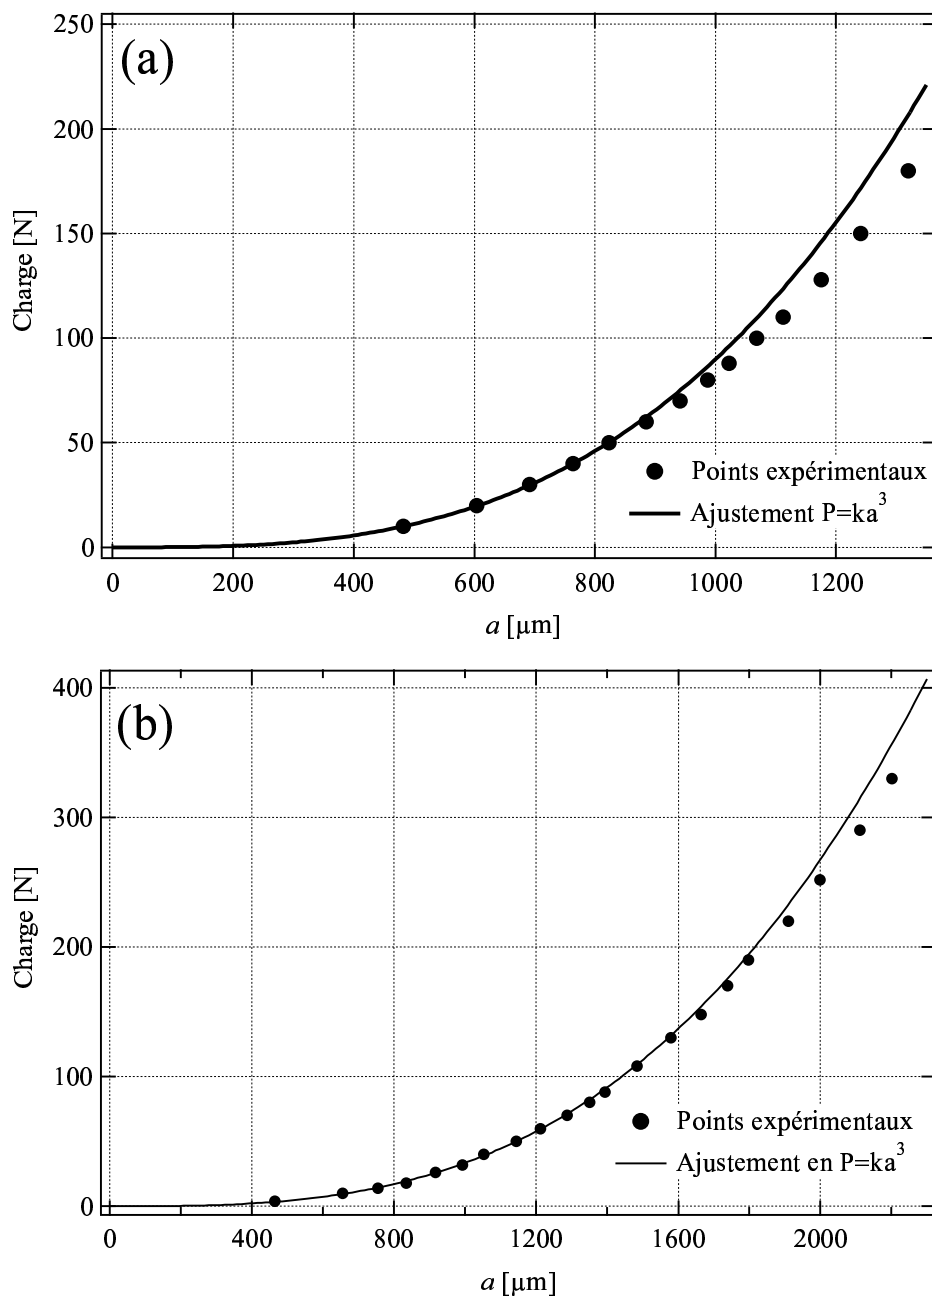 (a)
250
200
150
100
50
0
Charge [N]
Points expérimentaux
Ajustement P=ka³
0 200 400 600 800 1000 1200
a [µm]
(b)
400
300
200
100
0
Charge [N]
Points expérimentaux
Ajustement en P=ka³
0 400 800 1200 1600 2000
a [µm]